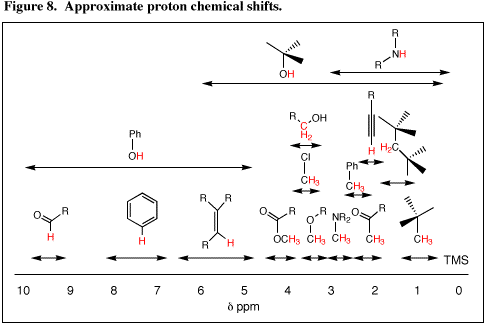 Figure 8.  Approximate proton chemical shifts.
OH
R
NH
R
R
OH
C
H2
R
H
H2C
Ph
OH
Cl
CH3
Ph
CH3
O
R
H
H
R
R
R
H
O
R
OCH3
R
O
CH3
NR2
CH3
O
R
CH3
CH3
TMS
10 9 8 7 6 5 4 3 2 1 0
δ ppm